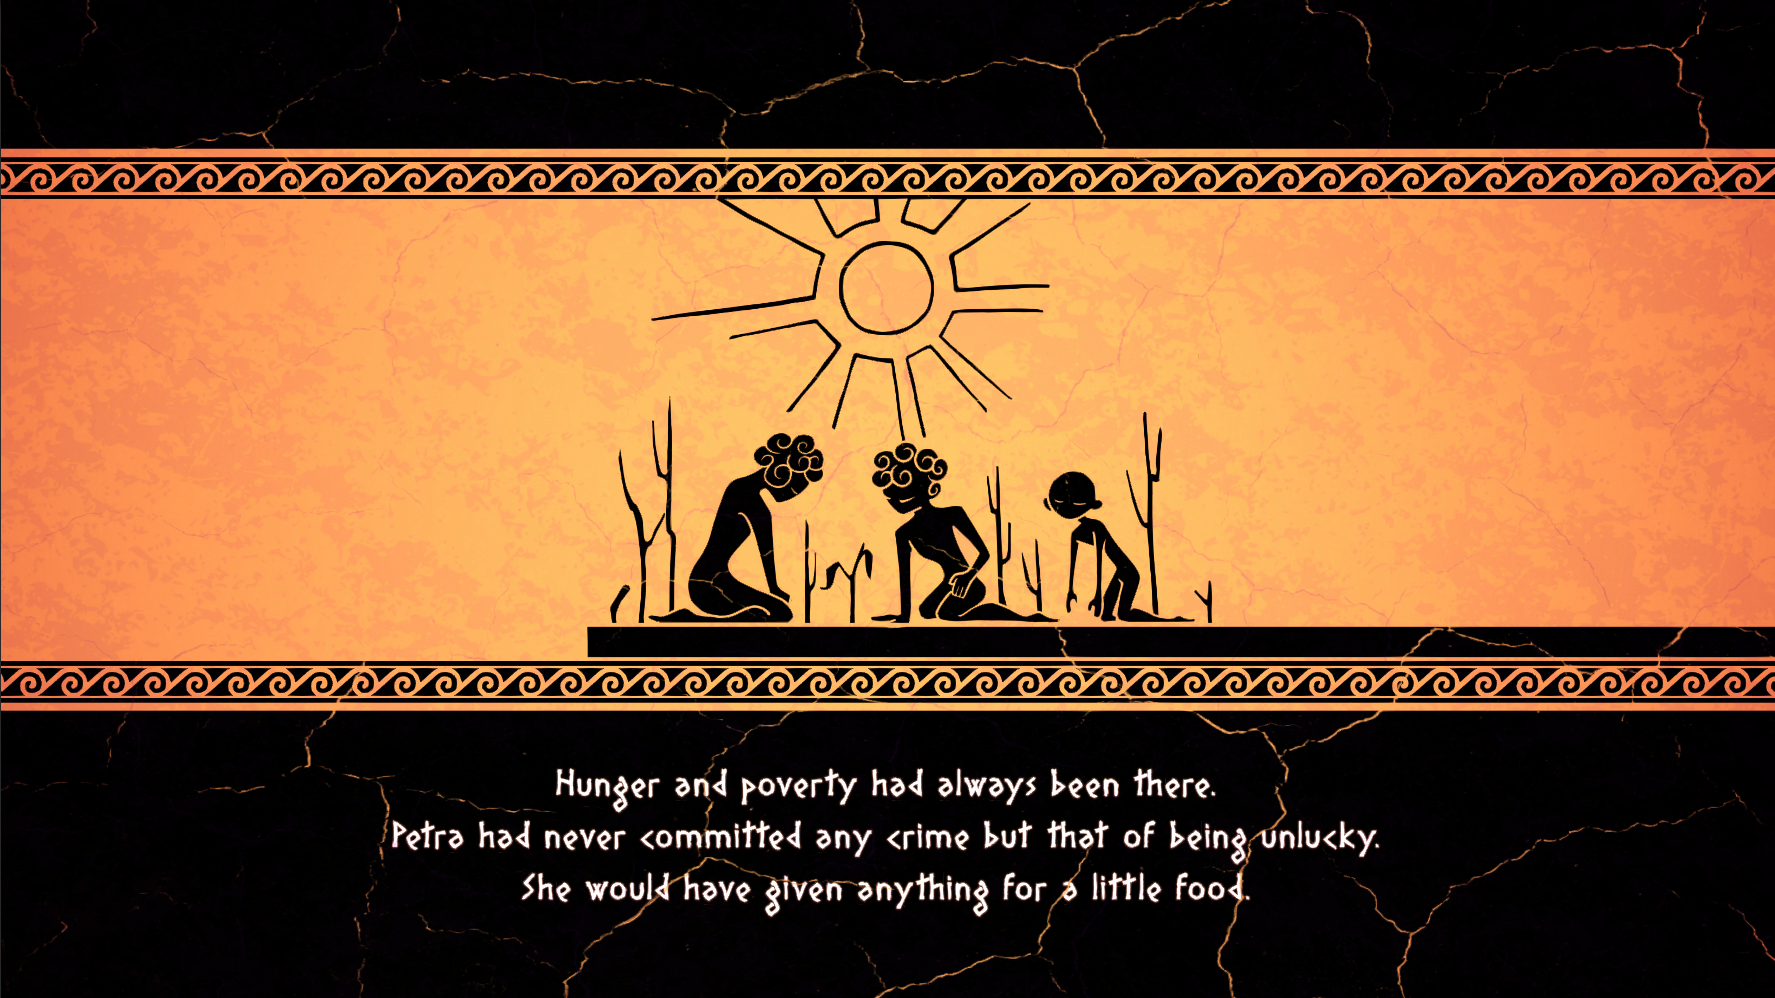 Hunger and poverty had always been there.
Petra had never committed any crime but that of being unlucky.
She would have given anything for a little food.